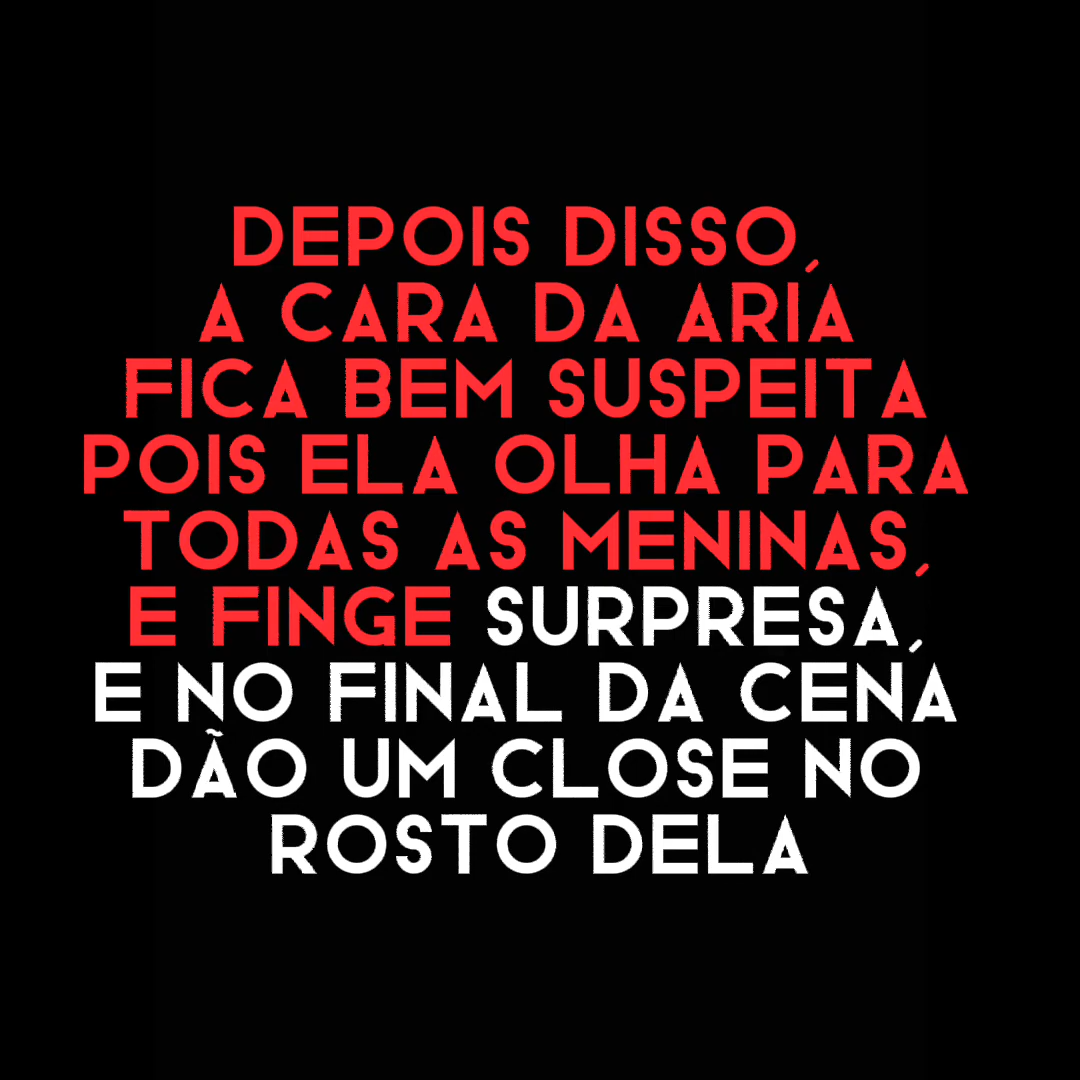 DEPOIS DISSO,
A CARA DA ARIA
FICA BEM SUSPEITA
POIS ELA OLHA PARA
TODAS AS MENINAS,
E FINGE SURPRESA,
E NO FINAL DA CENA
DÃO UM CLOSE NO
ROSTO DELA